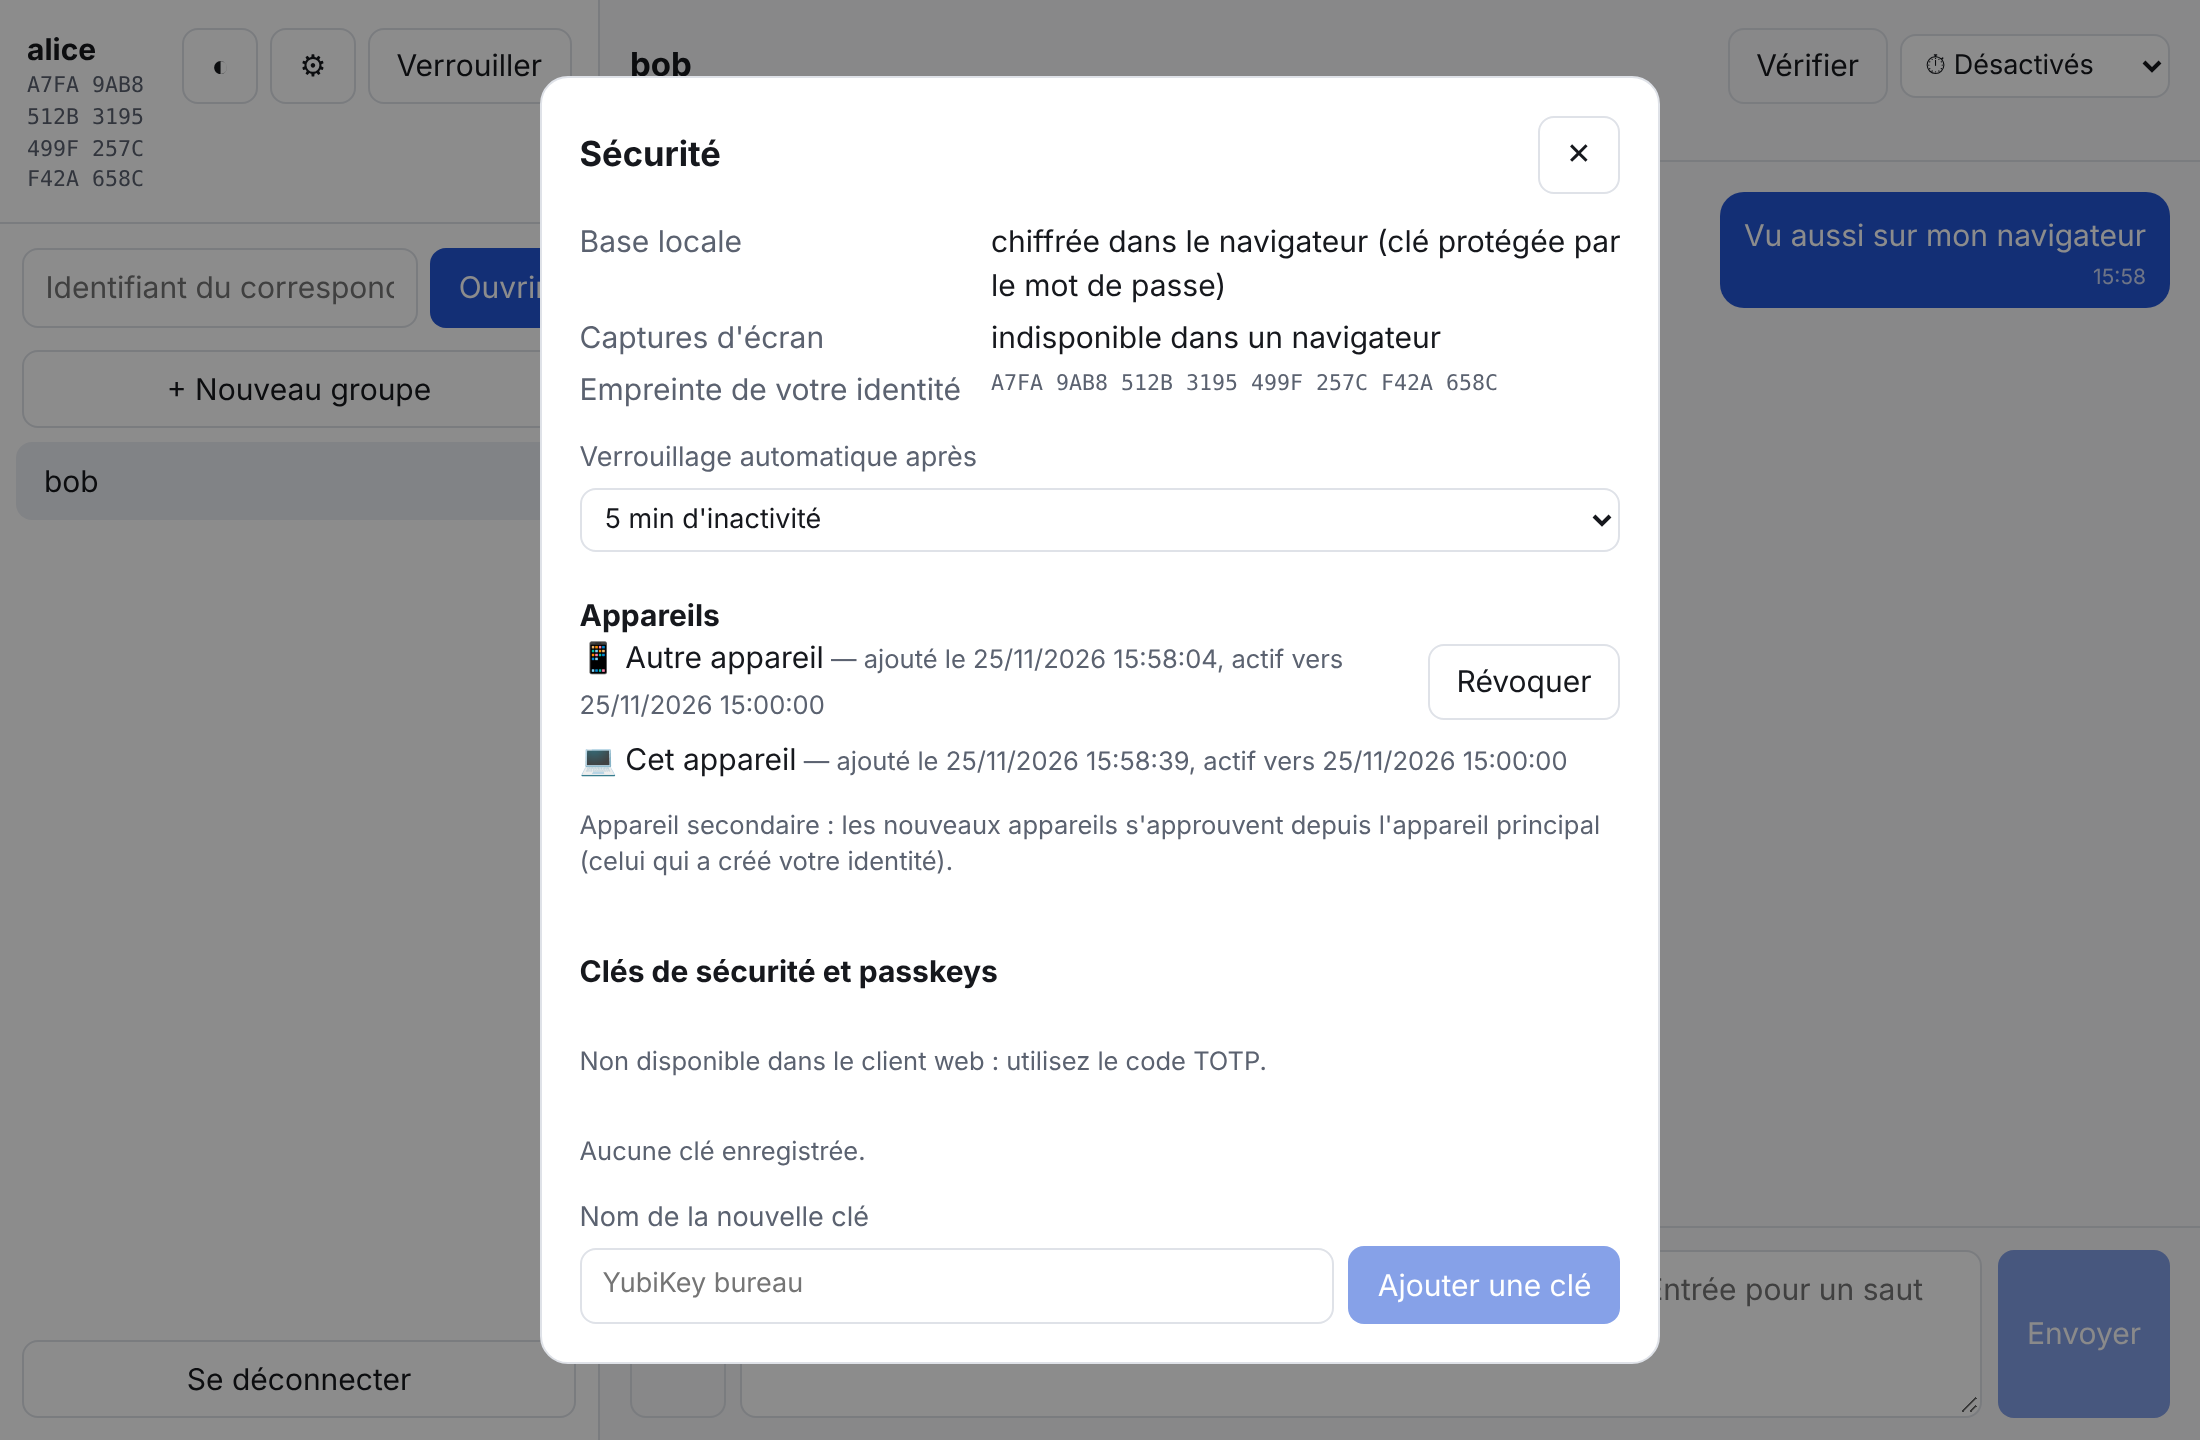 alice
A7FA 9AB8
512B 3195
499F 257C
F42A 658C
Verrouiller
Identifiant du correspond
Ouvrir
+ Nouveau groupe
bob
Se déconnecter
bob
Vérifier
⏱ Désactivés
Vu aussi sur mon navigateur
15:58
Entrée pour un saut
Envoyer
Sécurité
×
Base locale
chiffrée dans le navigateur (clé protégée par
le mot de passe)
Captures d'écran
indisponible dans un navigateur
Empreinte de votre identité
A7FA 9AB8 512B 3195 499F 257C F42A 658C
Verrouillage automatique après
5 min d'inactivité
Appareils
📱 Autre appareil — ajouté le 25/11/2026 15:58:04, actif vers
25/11/2026 15:00:00
Révoquer
💻 Cet appareil — ajouté le 25/11/2026 15:58:39, actif vers 25/11/2026 15:00:00
Appareil secondaire : les nouveaux appareils s'approuvent depuis l'appareil principal
(celui qui a créé votre identité).
Clés de sécurité et passkeys
Non disponible dans le client web : utilisez le code TOTP.
Aucune clé enregistrée.
Nom de la nouvelle clé
YubiKey bureau
Ajouter une clé